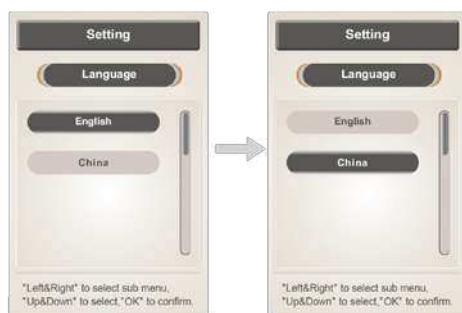 Setting
Language
English
China
"Left&Right" to select sub menu,
"Up&Down" to select,"OK" to confirm.
Setting
Language
English
China
"Left&Right" to select sub menu,
"Up&Down" to select,"OK" to confirm.